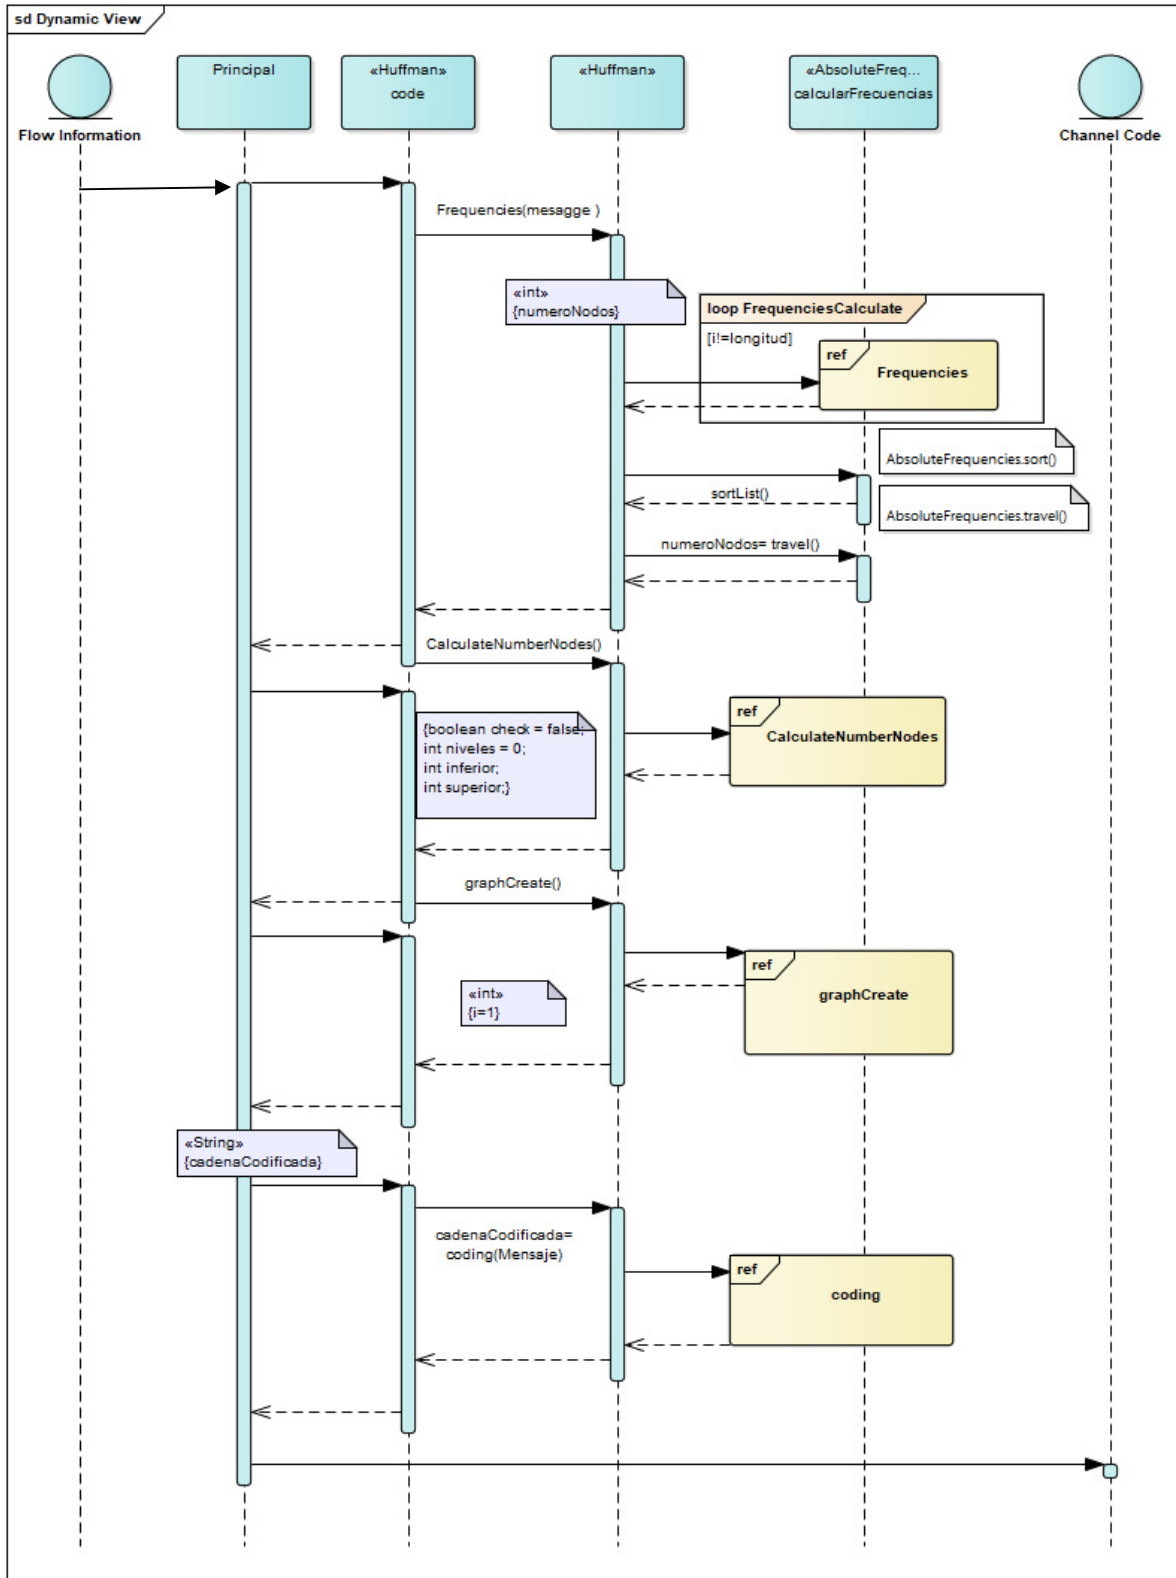 sd Dynamic View
Flow Information
Principal
«Huffman»
code
«Huffman»
«AbsoluteFreq...
calcularFrecuencias
Channel Code
Frequencies(mesagge )
«int»
{numeroNodos}
loop FrequenciesCalculate
[i!=longitud]
ref
Frequencies
AbsoluteFrequencies.sort()
sortList()
AbsoluteFrequencies.travel()
numeroNodos= travel()
CalculateNumberNodes()
{boolean check = false;
int niveles = 0;
int inferior;
int superior;}
ref
CalculateNumberNodes
graphCreate()
ref
graphCreate
«int»
{i=1}
«String»
{cadenaCodificada}
cadenaCodificada=
coding(Mensaje)
ref
coding